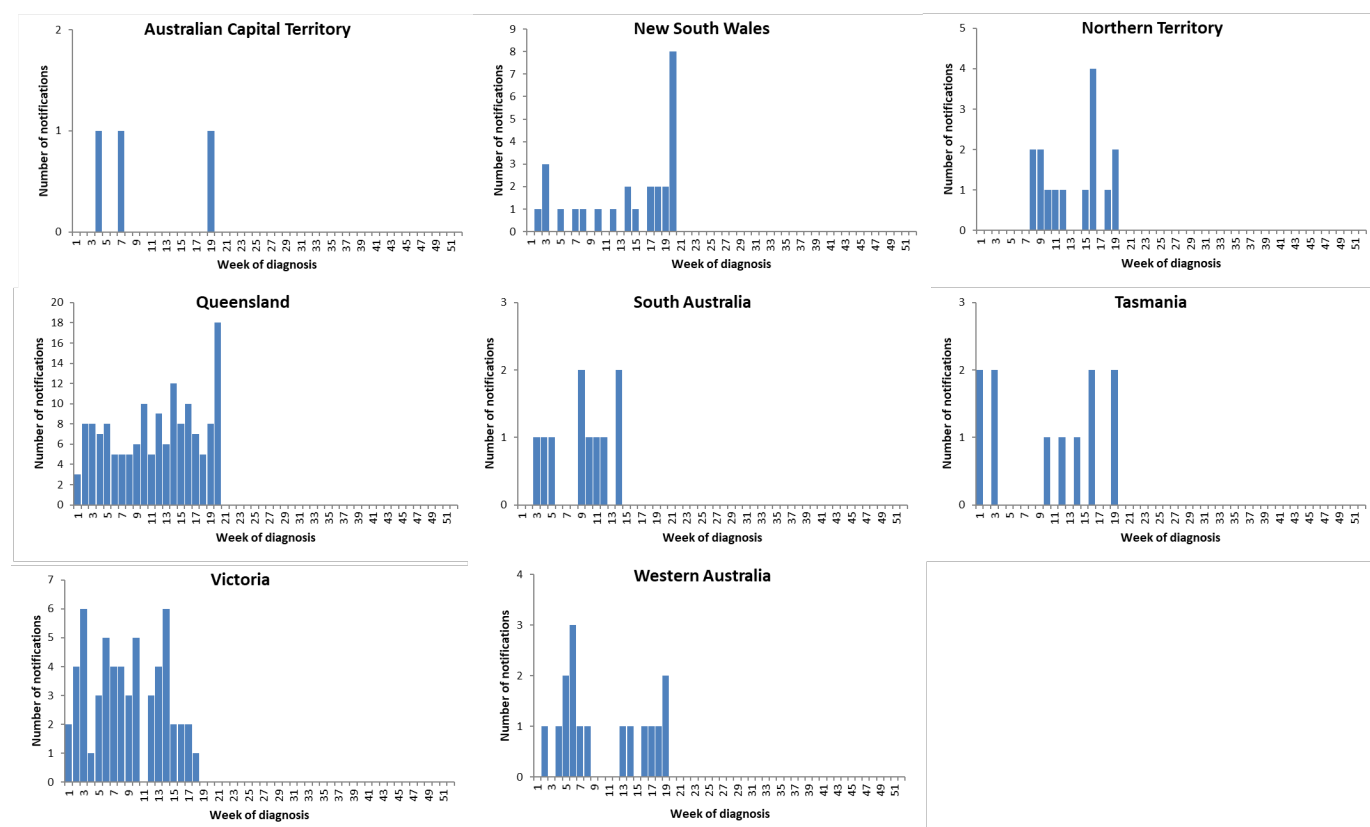 Australian Capital Territory
Number of notifications
2
1
0
1 3 5 7 9 11 13 15 17 19 21 23 25 27 29 31 33 35 37 39 41 43 45 47 49 51
Week of diagnosis
New South Wales
Number of notifications
9
8
7
6
5
4
3
2
1
0
1 3 5 7 9 11 13 15 17 19 21 23 25 27 29 31 33 35 37 39 41 43 45 47 49 51
Week of diagnosis
Northern Territory
Number of notifications
5
4
3
2
1
0
1 3 5 7 9 11 13 15 17 19 21 23 25 27 29 31 33 35 37 39 41 43 45 47 49 51
Week of diagnosis
Queensland
Number of notifications
20
18
16
14
12
10
8
6
4
2
0
1 3 5 7 9 11 13 15 17 19 21 23 25 27 29 31 33 35 37 39 41 43 45 47 49 51
Week of diagnosis
South Australia
Number of notifications
3
2
1
0
1 3 5 7 9 11 13 15 17 19 21 23 25 27 29 31 33 35 37 39 41 43 45 47 49 51
Week of diagnosis
Tasmania
Number of notifications
3
2
1
0
1 3 5 7 9 11 13 15 17 19 21 23 25 27 29 31 33 35 37 39 41 43 45 47 49 51
Week of diagnosis
Victoria
Number of notifications
7
6
5
4
3
2
1
0
1 3 5 7 9 11 13 15 17 19 21 23 25 27 29 31 33 35 37 39 41 43 45 47 49 51
Week of diagnosis
Western Australia
Number of notifications
4
3
2
1
0
1 3 5 7 9 11 13 15 17 19 21 23 25 27 29 31 33 35 37 39 41 43 45 47 49 51
Week of diagnosis